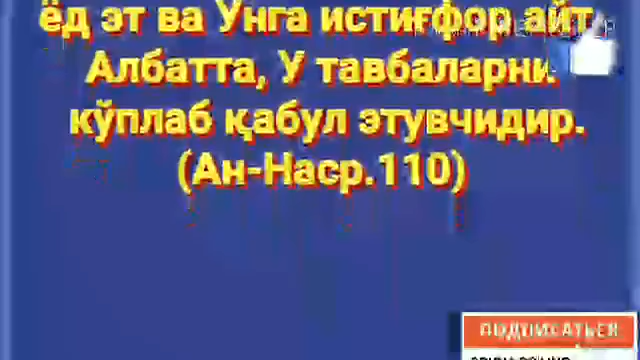 ёд эт ва Унга истиғфор айт.
Албатта, У тавбаларни
кўплаб қабул этувчидир.
(Ан-Наср.110)
ПОДПИСАТЬСЯ